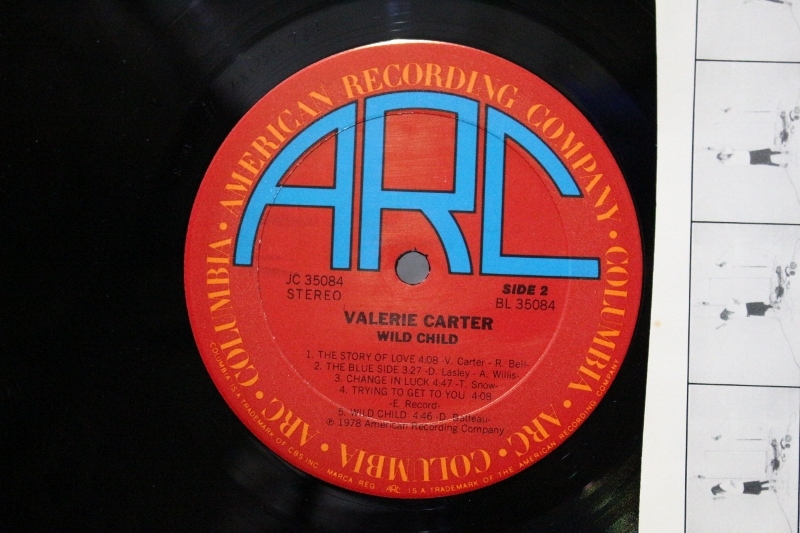 AMERICAN RECORDING COMPANY · COLUMBIA · ARC · COLUMBIA · ARC · COLUMBIA ·
ARC
JC 35084
STEREO
SIDE 2
BL 35084
VALERIE CARTER
WILD CHILD
1. THE STORY OF LOVE 4:08 -V. Carter - R. Bell-
2. THE BLUE SIDE 3:27 -D. Lasley - A. Willis-
3. CHANGE IN LUCK 4:47 -T. Snow-
4. TRYING TO GET TO YOU 4:08
-E. Record-
5. WILD CHILD 4:46 -D. Batteau-
℗ 1978 American Recording Company
COLUMBIA IS A TRADEMARK OF CBS INC. MARCA REG. ARC IS A TRADEMARK OF THE AMERICAN RECORDING COMPANY